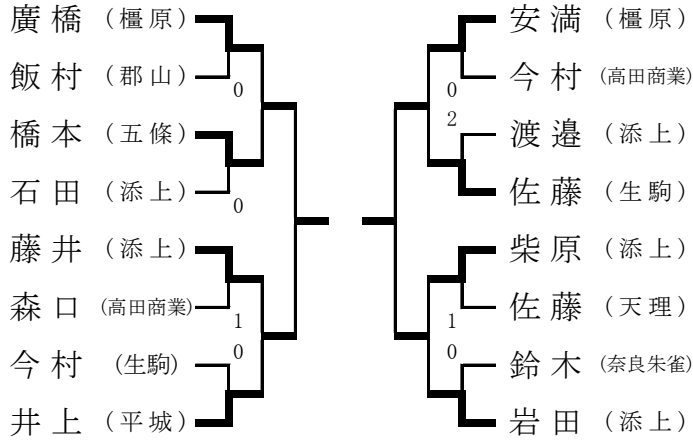 廣橋 (橿原)
飯村 (郡山)
0
橋本 (五條)
石田 (添上)
0
藤井 (添上)
森口 (高田商業)
1
0
今村 (生駒)
井上 (平城)
安満 (橿原)
今村 (高田商業)
0
2
渡邉 (添上)
佐藤 (生駒)
柴原 (添上)
佐藤 (天理)
1
0
鈴木 (奈良朱雀)
岩田 (添上)